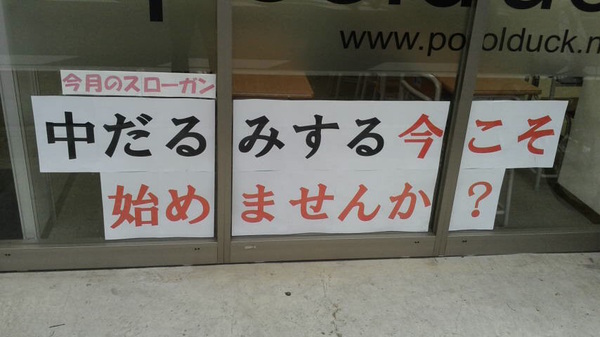 www.po
olduck.n
今月のスローガン
中だるみする今こそ
始めませんか？